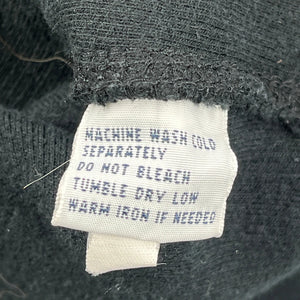 MACHINE WASH COLD
SEPARATELY
DO NOT BLEACH
TUMBLE DRY LOW
WARM IRON IF NEEDED